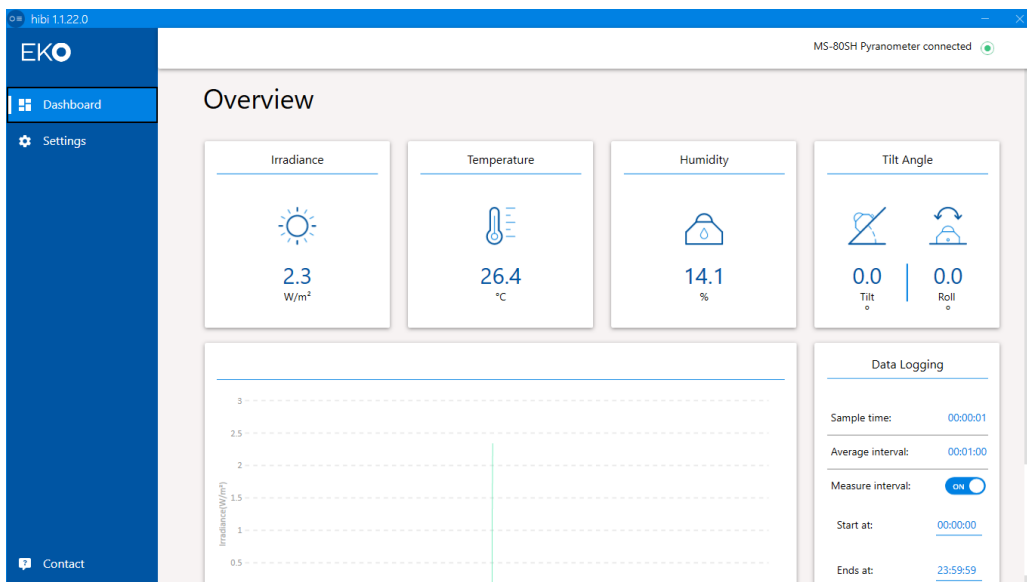 hibi 1.1.22.0
EKO
MS-80SH Pyranometer connected
Dashboard
Settings
Contact
Overview
Irradiance
2.3
W/m²
Temperature
26.4
°C
Humidity
14.1
%
Tilt Angle
0.0
Tilt
°
0.0
Roll
°
3
2.5
2
1.5
1
0.5
Irradiance(W/m²)
Data Logging
Sample time: 00:00:01
Average interval: 00:01:00
Measure interval: ON
Start at: 00:00:00
Ends at: 23:59:59